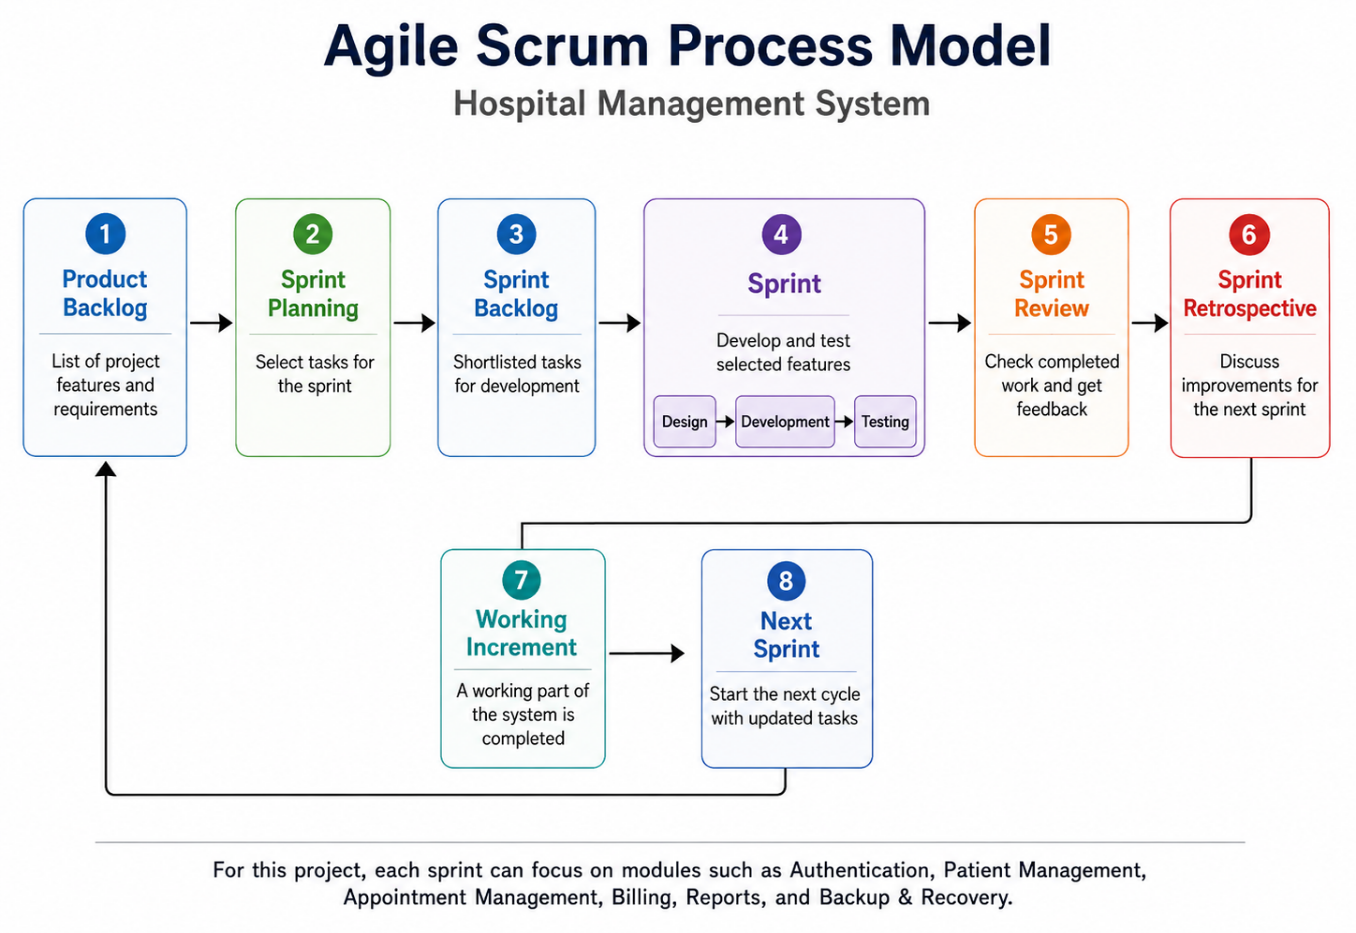 Agile Scrum Process Model
Hospital Management System
1
Product
Backlog
List of project
features and
requirements
2
Sprint
Planning
Select tasks for
the sprint
3
Sprint
Backlog
Shortlisted tasks
for development
4
Sprint
Develop and test
selected features
Design
Development
Testing
5
Sprint
Review
Check completed
work and get
feedback
6
Sprint
Retrospective
Discuss
improvements for
the next sprint
7
Working
Increment
A working part of
the system is
completed
8
Next
Sprint
Start the next cycle
with updated tasks
For this project, each sprint can focus on modules such as Authentication, Patient Management,
Appointment Management, Billing, Reports, and Backup & Recovery.